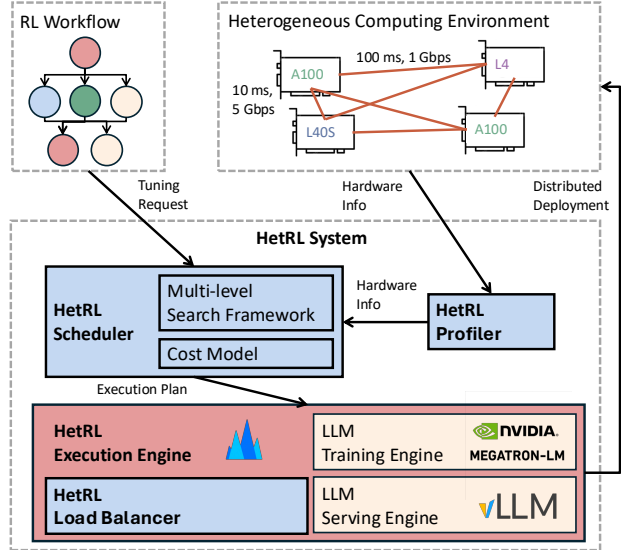 RL Workflow
Heterogeneous Computing Environment
A100
100 ms, 1 Gbps
L4
10 ms,
5 Gbps
L40S
A100
Tuning
Request
Hardware
Info
Distributed
Deployment
HetRL System
HetRL
Scheduler
Multi-level
Search Framework
Cost Model
Hardware
Info
HetRL
Profiler
Execution Plan
HetRL
Execution Engine
LLM
Training Engine
NVIDIA.
MEGATRON-LM
HetRL
Load Balancer
LLM
Serving Engine
vLLM